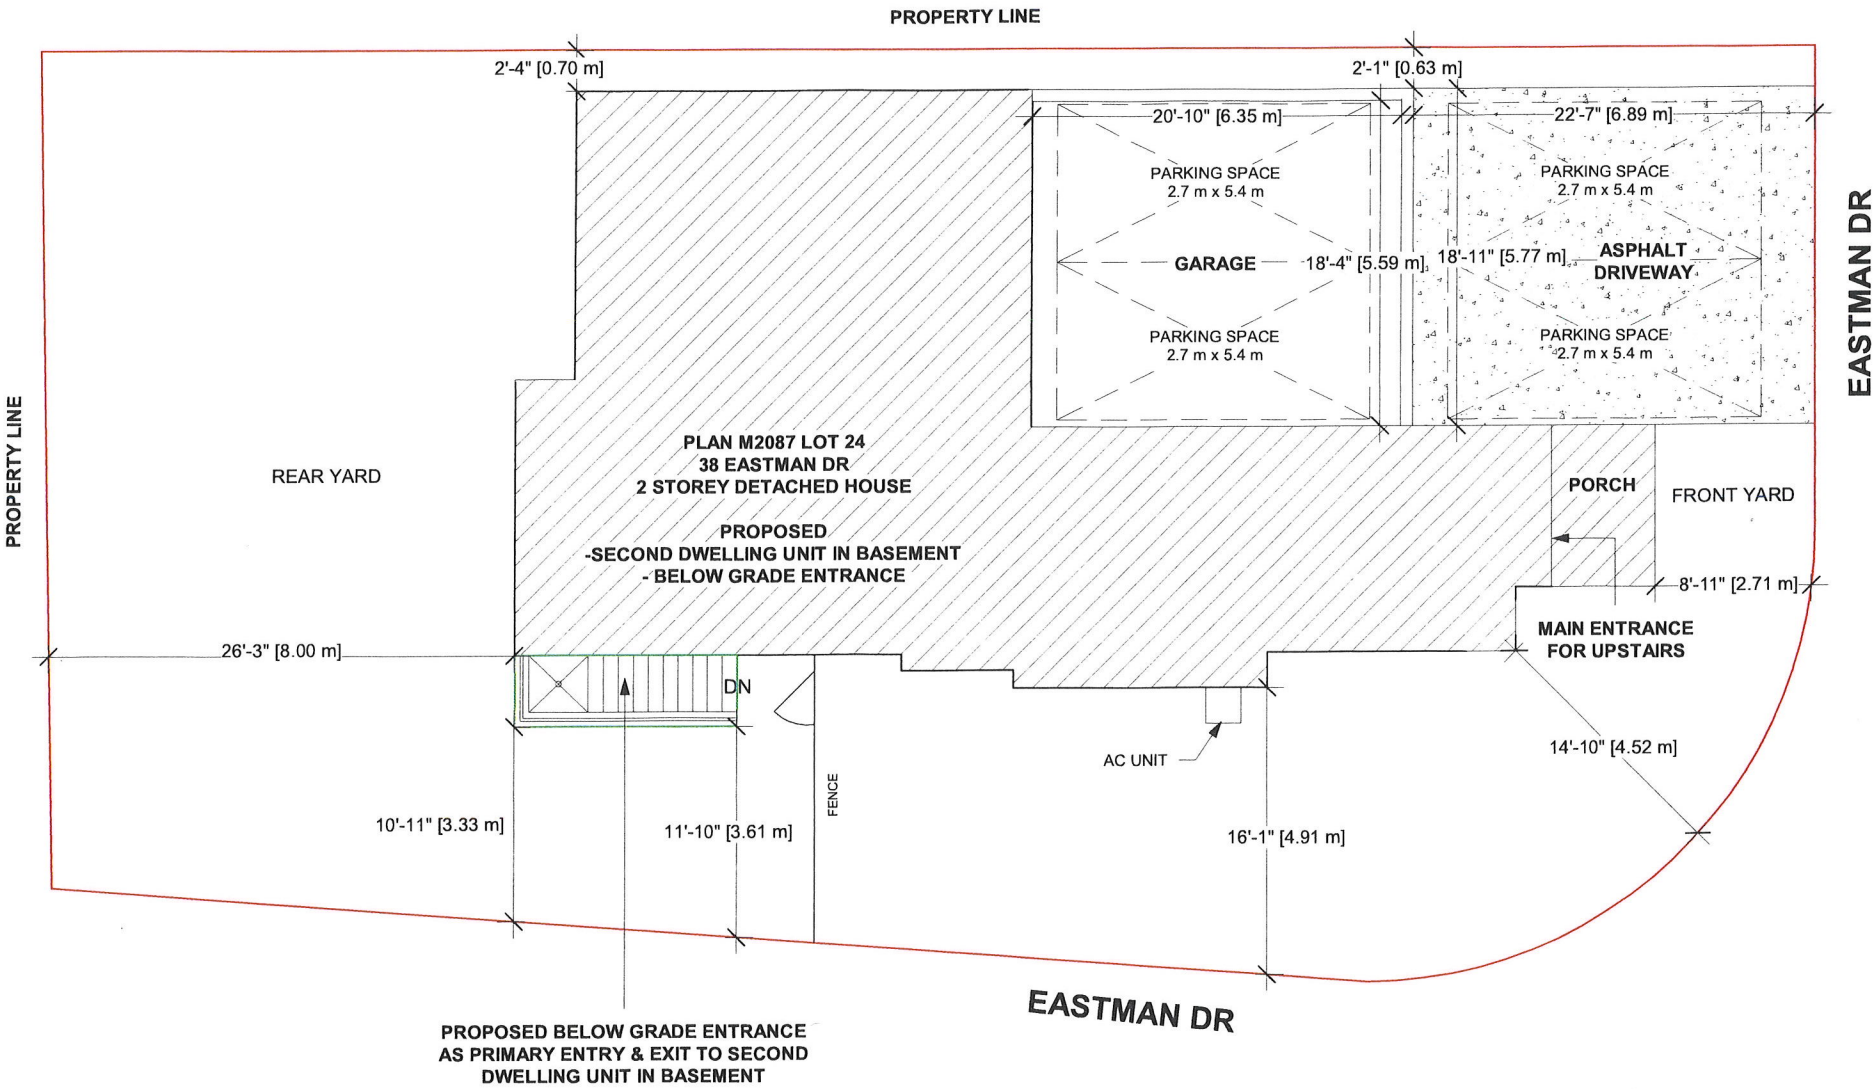 PROPERTY LINE
2'-4" [0.70 m]
2'-1" [0.63 m]
20'-10" [6.35 m]
22'-7" [6.89 m]
PARKING SPACE
2.7 m x 5.4 m
PARKING SPACE
2.7 m x 5.4 m
EASTMAN DR
GARAGE
18'-4" [5.59 m]
18'-11" [5.77 m]
ASPHALT
DRIVEWAY
PARKING SPACE
2.7 m x 5.4 m
PARKING SPACE
2.7 m x 5.4 m
PROPERTY LINE
REAR YARD
PLAN M2087 LOT 24
38 EASTMAN DR
2 STOREY DETACHED HOUSE
PROPOSED
-SECOND DWELLING UNIT IN BASEMENT
- BELOW GRADE ENTRANCE
PORCH
FRONT YARD
8'-11" [2.71 m]
MAIN ENTRANCE
FOR UPSTAIRS
26'-3" [8.00 m]
DN
AC UNIT
14'-10" [4.52 m]
FENCE
10'-11" [3.33 m]
11'-10" [3.61 m]
16'-1" [4.91 m]
EASTMAN DR
PROPOSED BELOW GRADE ENTRANCE
AS PRIMARY ENTRY & EXIT TO SECOND
DWELLING UNIT IN BASEMENT